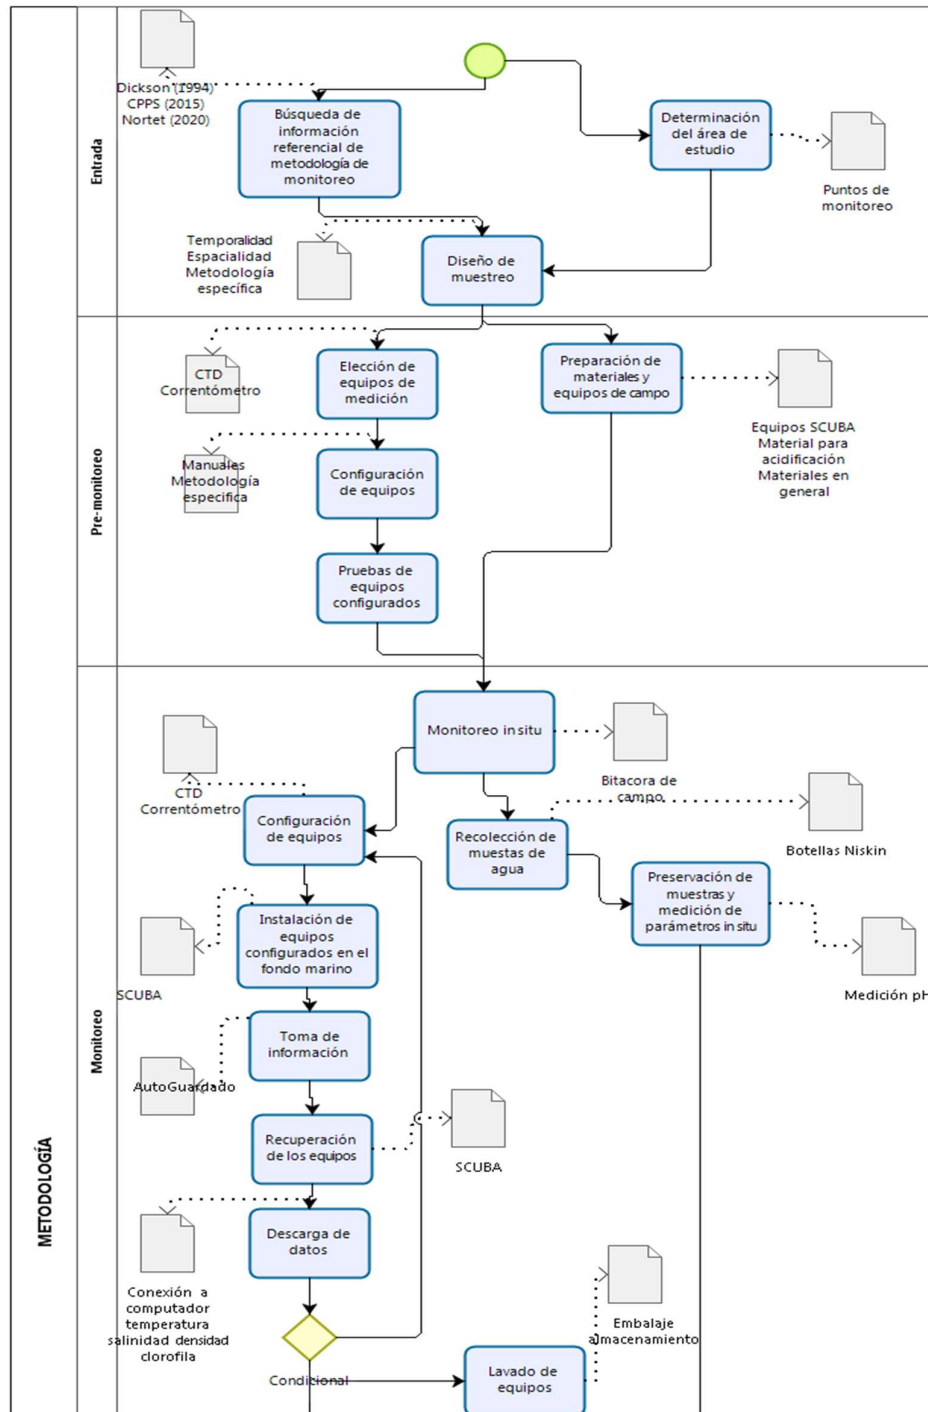 METODOLOGÍA
Entrada
Dickson (1994)
CPPS (2015)
Nortet (2020)
Búsqueda de
información
referencial de
metodología de
monitoreo
Determinación
del área de
estudio
Puntos de
monitoreo
Temporalidad
Espacialidad
Metodología
específica
Diseño de
muestreo
Pre-monitoreo
CTD
Correntómetro
Elección de
equipos de
medición
Preparación de
materiales y
equipos de campo
Equipos SCUBA
Material para
acidificación
Materiales en
general
Manuales
Metodología
especifica
Configuración
de equipos
Pruebas de
equipos
configurados
Monitoreo
Monitoreo in situ
Bitacora de
campo
CTD
Correntómetro
Configuración
de equipos
Recolección de
muestas de
agua
Botellas Niskin
Preservación de
muestras y
medición de
parámetros in situ
Medición pH
Instalación de
equipos
configurados en el
fondo marino
SCUBA
Toma de
información
AutoGuardado
Recuperación
de los equipos
SCUBA
Descarga de
datos
Conexión a
computador
temperatura
salinidad densidad
clorofila
Condicional
Embalaje
almacenamiento
Lavado de
equipos